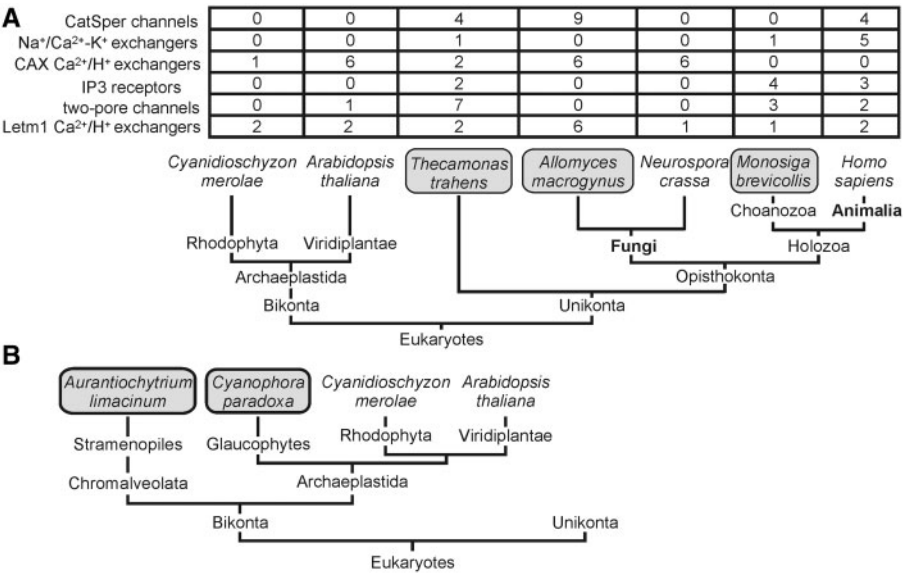 A
CatSper channels 0 0 4 9 0 0 4
Na⁺/Ca²⁺-K⁺ exchangers 0 0 1 0 0 1 5
CAX Ca²⁺/H⁺ exchangers 1 6 2 6 6 0 0
IP3 receptors 0 0 2 0 0 4 3
two-pore channels 0 1 7 0 0 3 2
Letm1 Ca²⁺/H⁺ exchangers 2 2 2 6 1 1 2
Cyanidioschyzon Arabidopsis Thecamonas Allomyces Neurospora Monosiga Homo
merolae thaliana trahens macrogynus crassa brevicollis sapiens
Choanozoa Animalia
Rhodophyta Viridiplantae Fungi Holozoa
Archaeplastida Opisthokonta
Bikonta Unikonta
Eukaryotes
B
Aurantiochytrium Cyanophora Cyanidioschyzon Arabidopsis
limacinum paradoxa merolae thaliana
Stramenopiles Glaucophytes Rhodophyta Viridiplantae
Chromalveolata Archaeplastida
Bikonta Unikonta
Eukaryotes